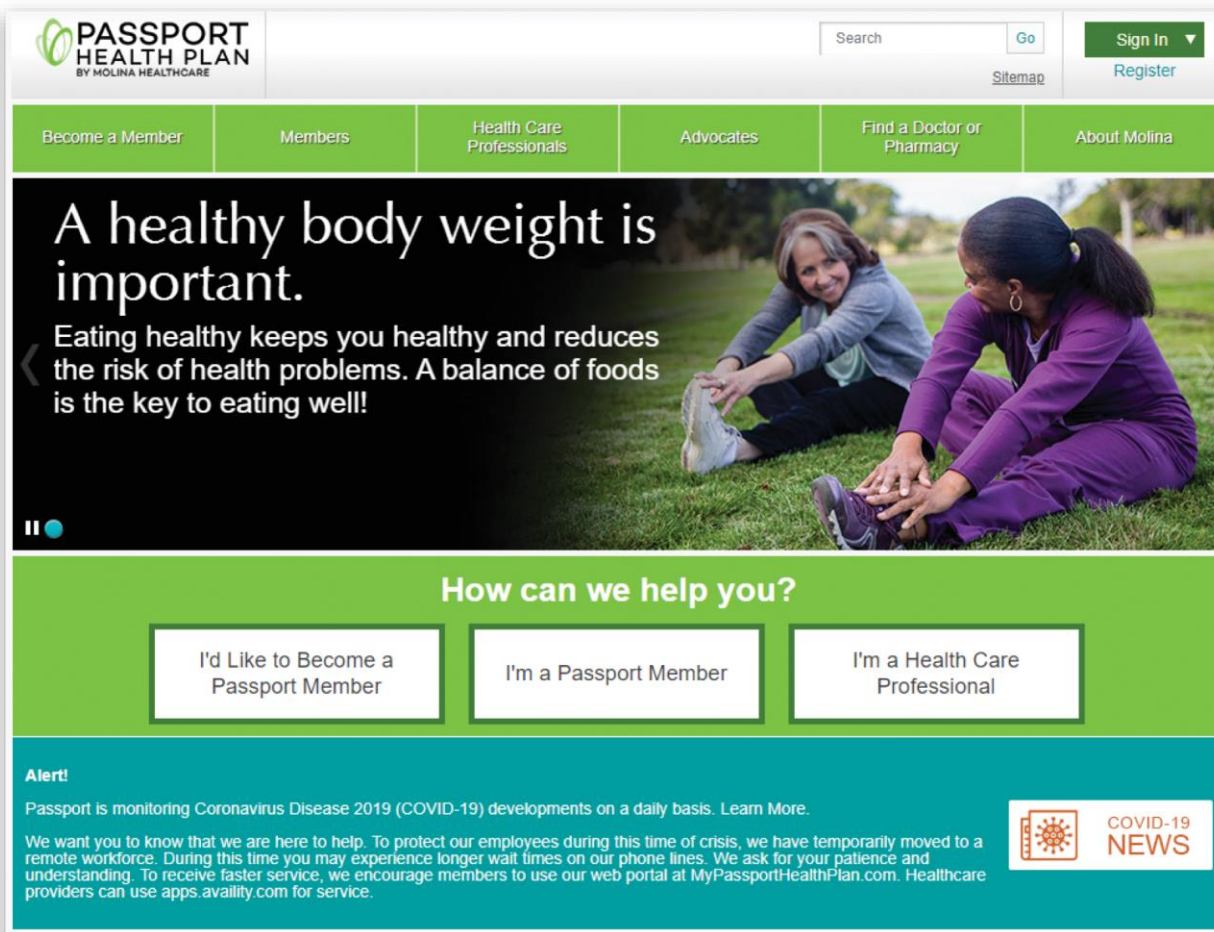 PASSPORT
HEALTH PLAN
BY MOLINA HEALTHCARE
Search
Go
Sitemap
Sign In
Register
Become a Member
Members
Health Care
Professionals
Advocates
Find a Doctor or
Pharmacy
About Molina
A healthy body weight is
important.
Eating healthy keeps you healthy and reduces
the risk of health problems. A balance of foods
is the key to eating well!
How can we help you?
I'd Like to Become a
Passport Member
I'm a Passport Member
I'm a Health Care
Professional
Alert!
Passport is monitoring Coronavirus Disease 2019 (COVID-19) developments on a daily basis. Learn More.
We want you to know that we are here to help. To protect our employees during this time of crisis, we have temporarily moved to a
remote workforce. During this time you may experience longer wait times on our phone lines. We ask for your patience and
understanding. To receive faster service, we encourage members to use our web portal at MyPassportHealthPlan.com. Healthcare
providers can use apps.availity.com for service.
COVID-19
NEWS